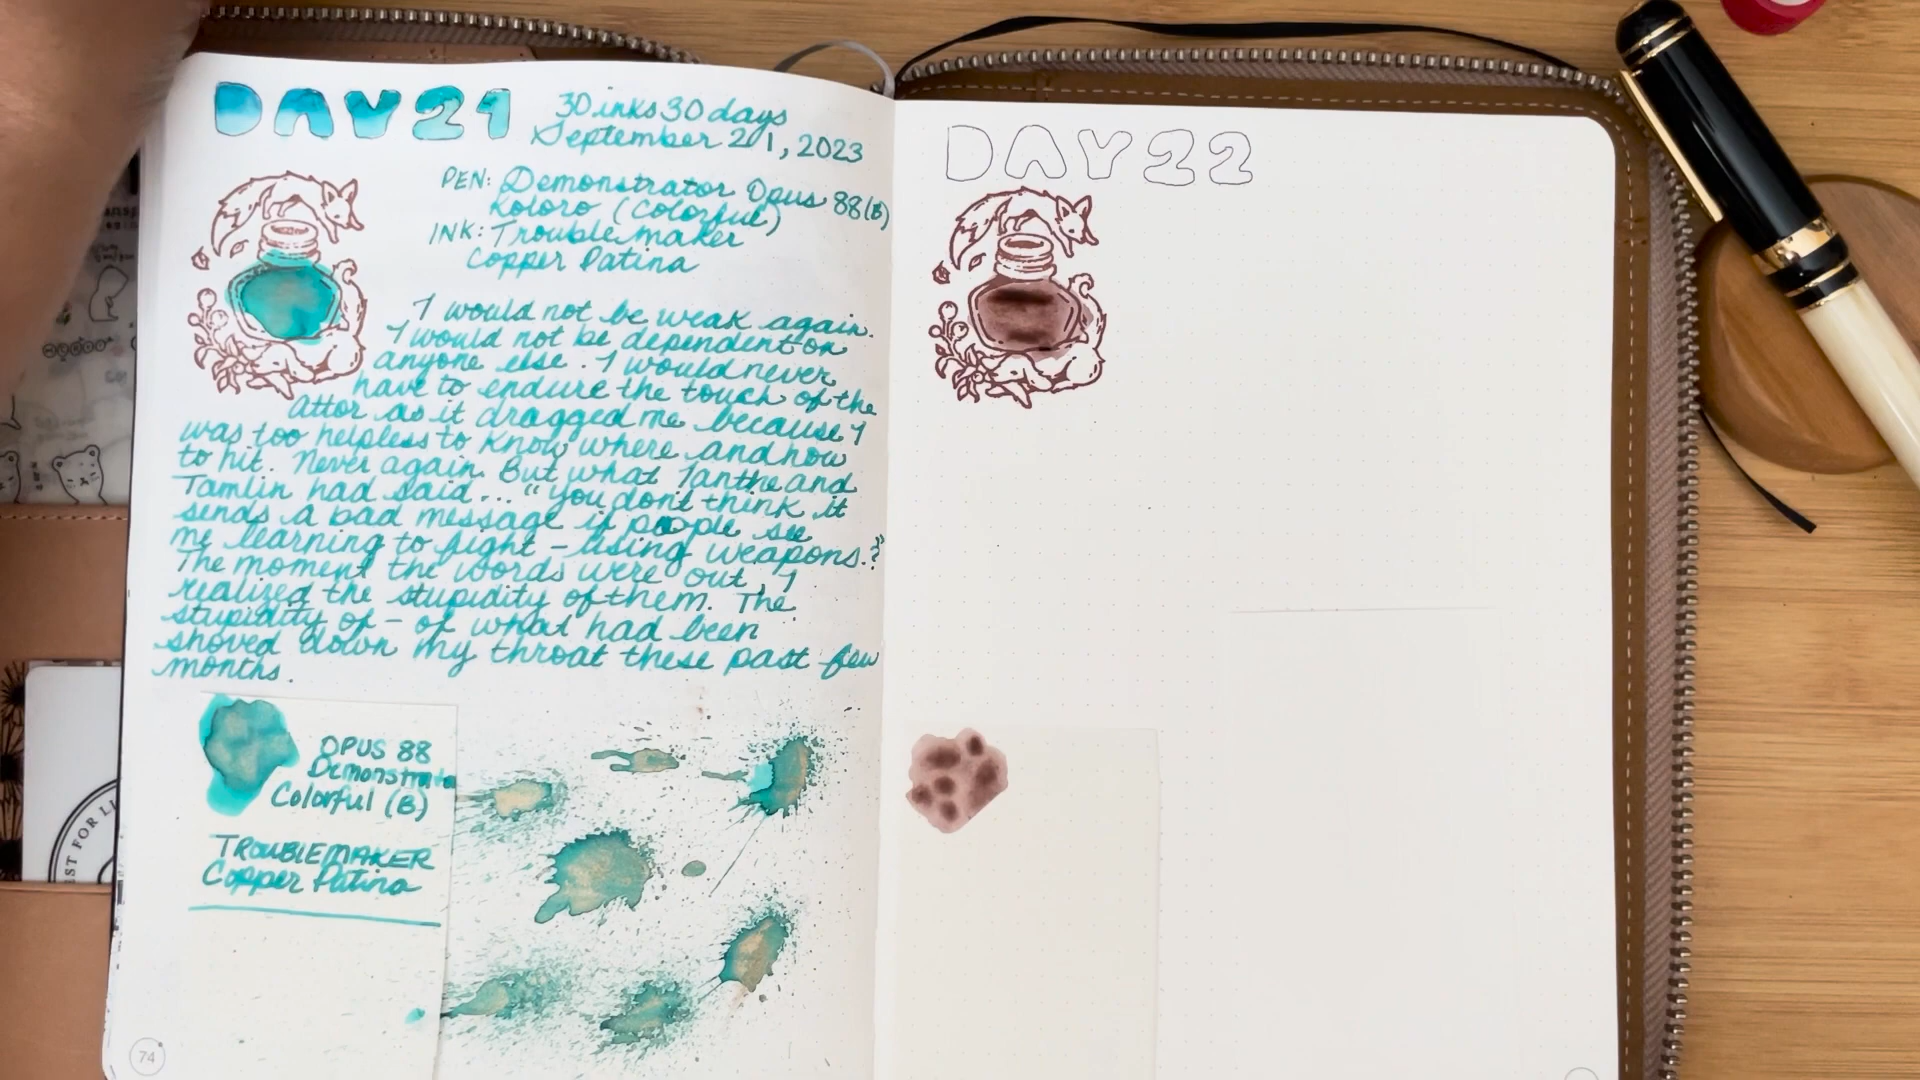 DAY 21
30 inks 30 days
September 21, 2023
PEN: Demonstrator Opus 88 (B)
Koloro (Colorful)
INK: Troublemaker
Copper Patina
I would not be weak again.
I would not be dependent on
anyone else. I would never
have to endure the touch of the
attor as it dragged me because I
was too helpless to know where and how
to hit. Never again. But what Ianthe and
Tamlin had said... "you don't think it
sends a bad message if people see
me learning to fight - using weapons?"
The moment the words were out, I
realized the stupidity of them. The
stupidity of - of what had been
shoved down my throat these past few
months.
OPUS 88
Demonstrator
Colorful (B)
TROUBLEMAKER
Copper Patina
74
DAY 22